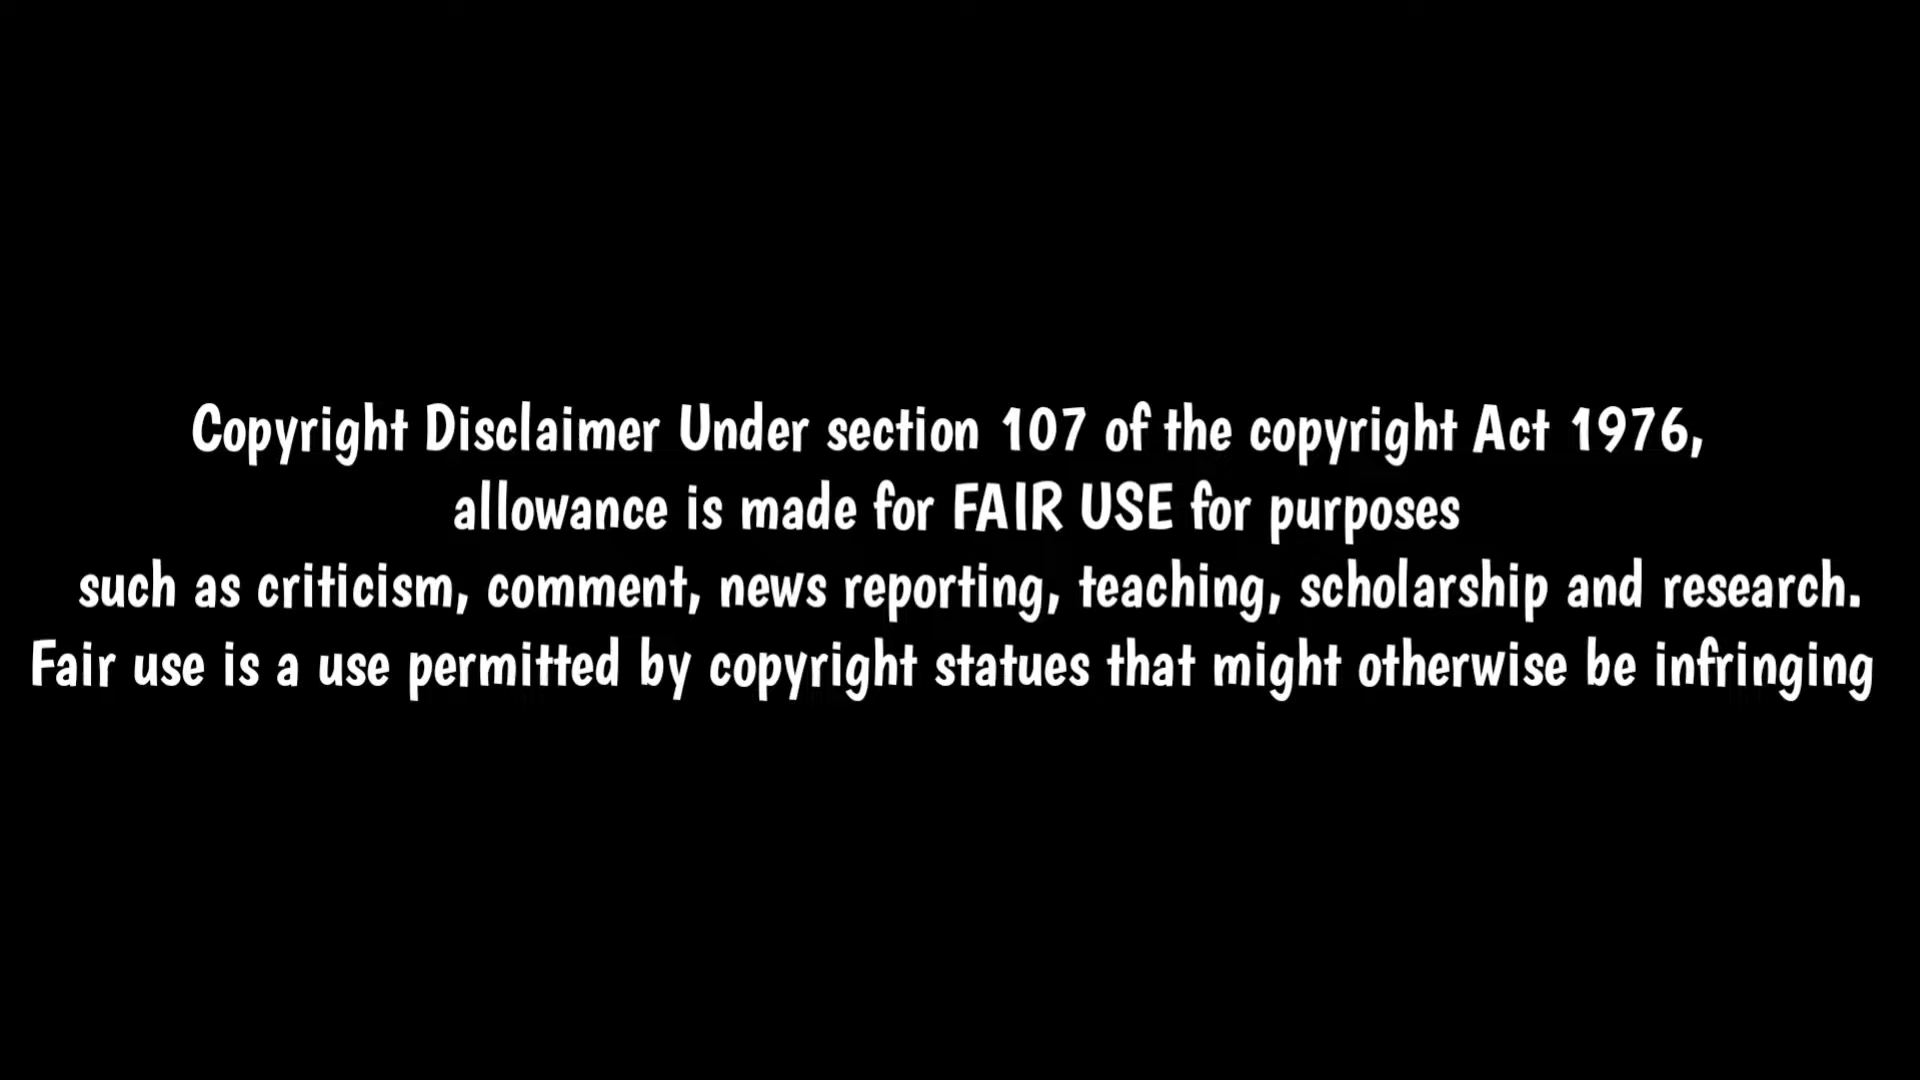 Copyright Disclaimer Under section 107 of the copyright Act 1976,
allowance is made for FAIR USE for purposes
such as criticism, comment, news reporting, teaching, scholarship and research.
Fair use is a use permitted by copyright statues that might otherwise be infringing